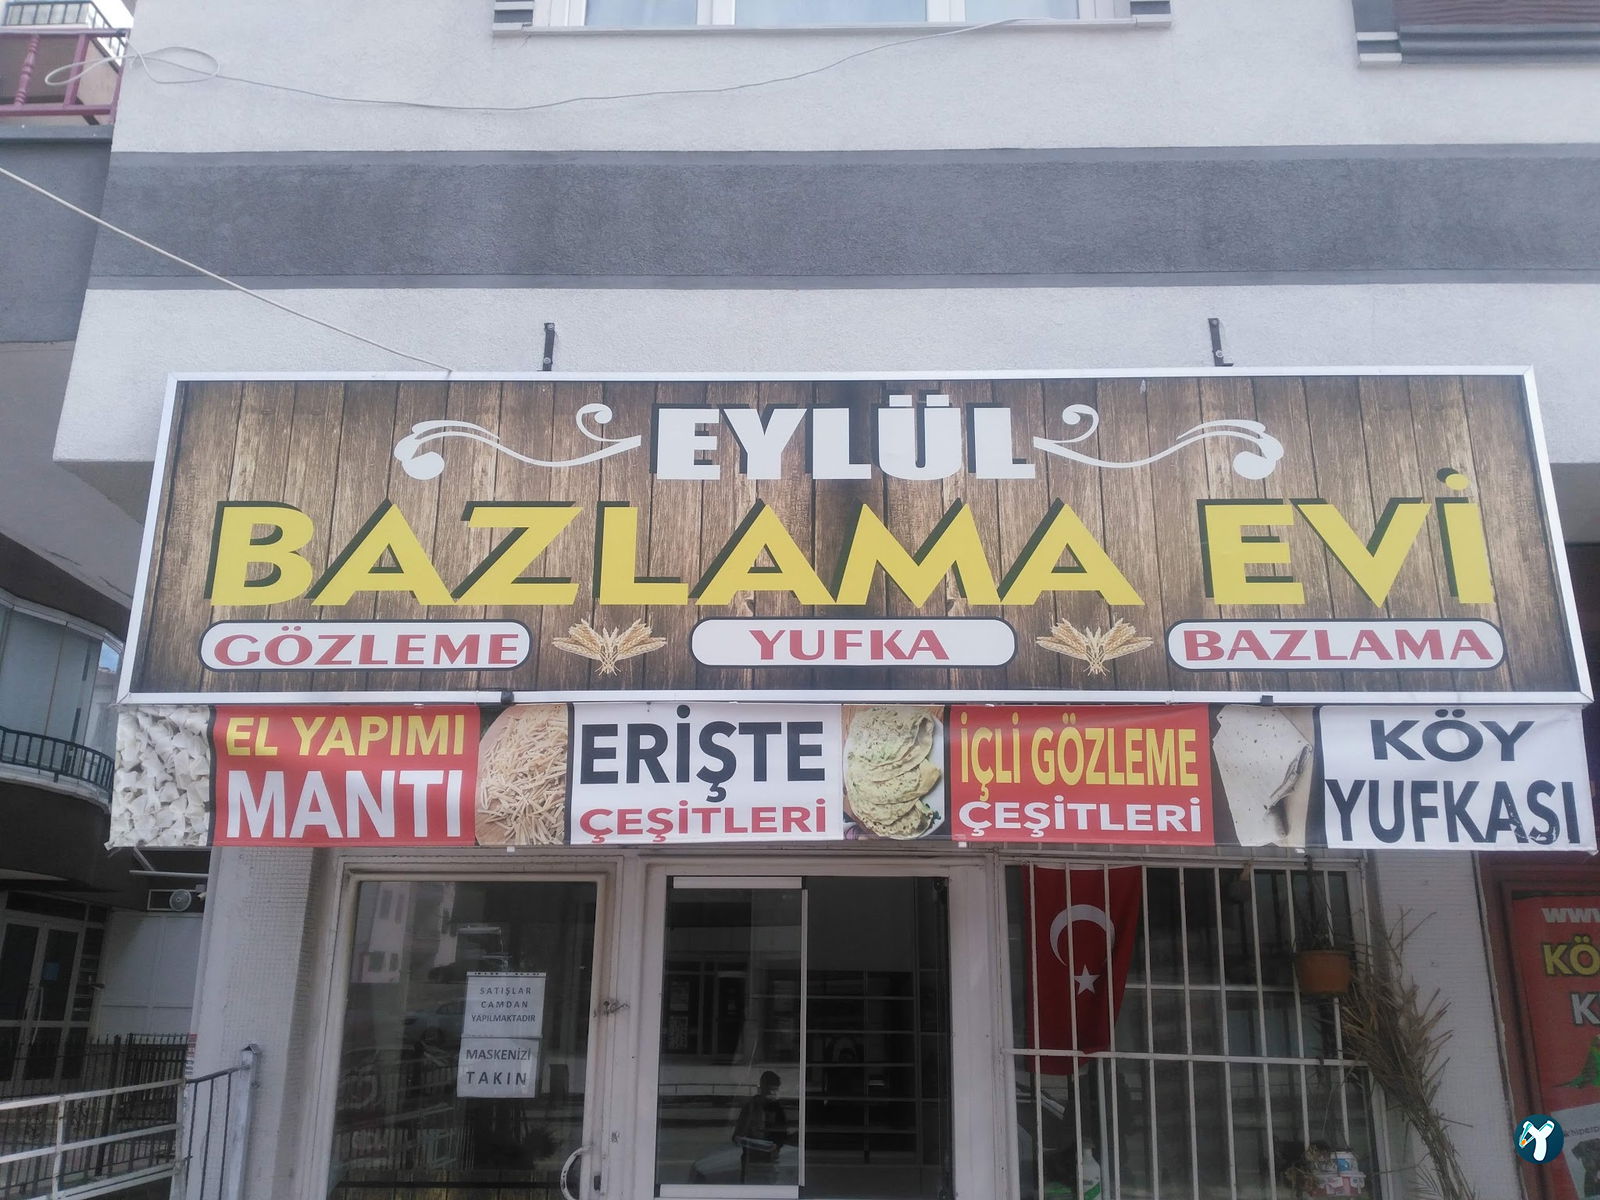 EYLÜL
BAZLAMA EVİ
GÖZLEME YUFKA BAZLAMA
EL YAPIMI
MANTI
ERİŞTE
ÇEŞİTLERİ
İÇLİ GÖZLEME
ÇEŞİTLERİ
KÖY
YUFKASI
SATIŞLAR
CAMDAN
YAPILMAKTADIR
MASKENİZİ
TAKIN